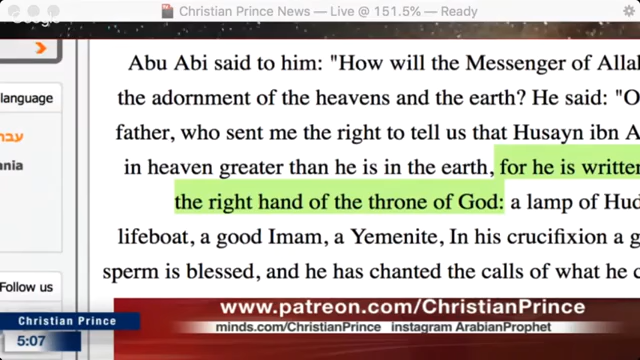 Christian Prince News — Live @ 151.5% — Ready
Google
language
עבר
nia
Follow us
Abu Abi said to him: "How will the Messenger of Alla
the adornment of the heavens and the earth? He said: "O
father, who sent me the right to tell us that Husayn ibn A
in heaven greater than he is in the earth, for he is written
the right hand of the throne of God: a lamp of Hud
lifeboat, a good Imam, a Yemenite, In his crucifixion a g
sperm is blessed, and he has chanted the calls of what he c
www.patreon.com/ChristianPrince
minds.com/ChristianPrince instagram ArabianProphet
Christian Prince
5:07